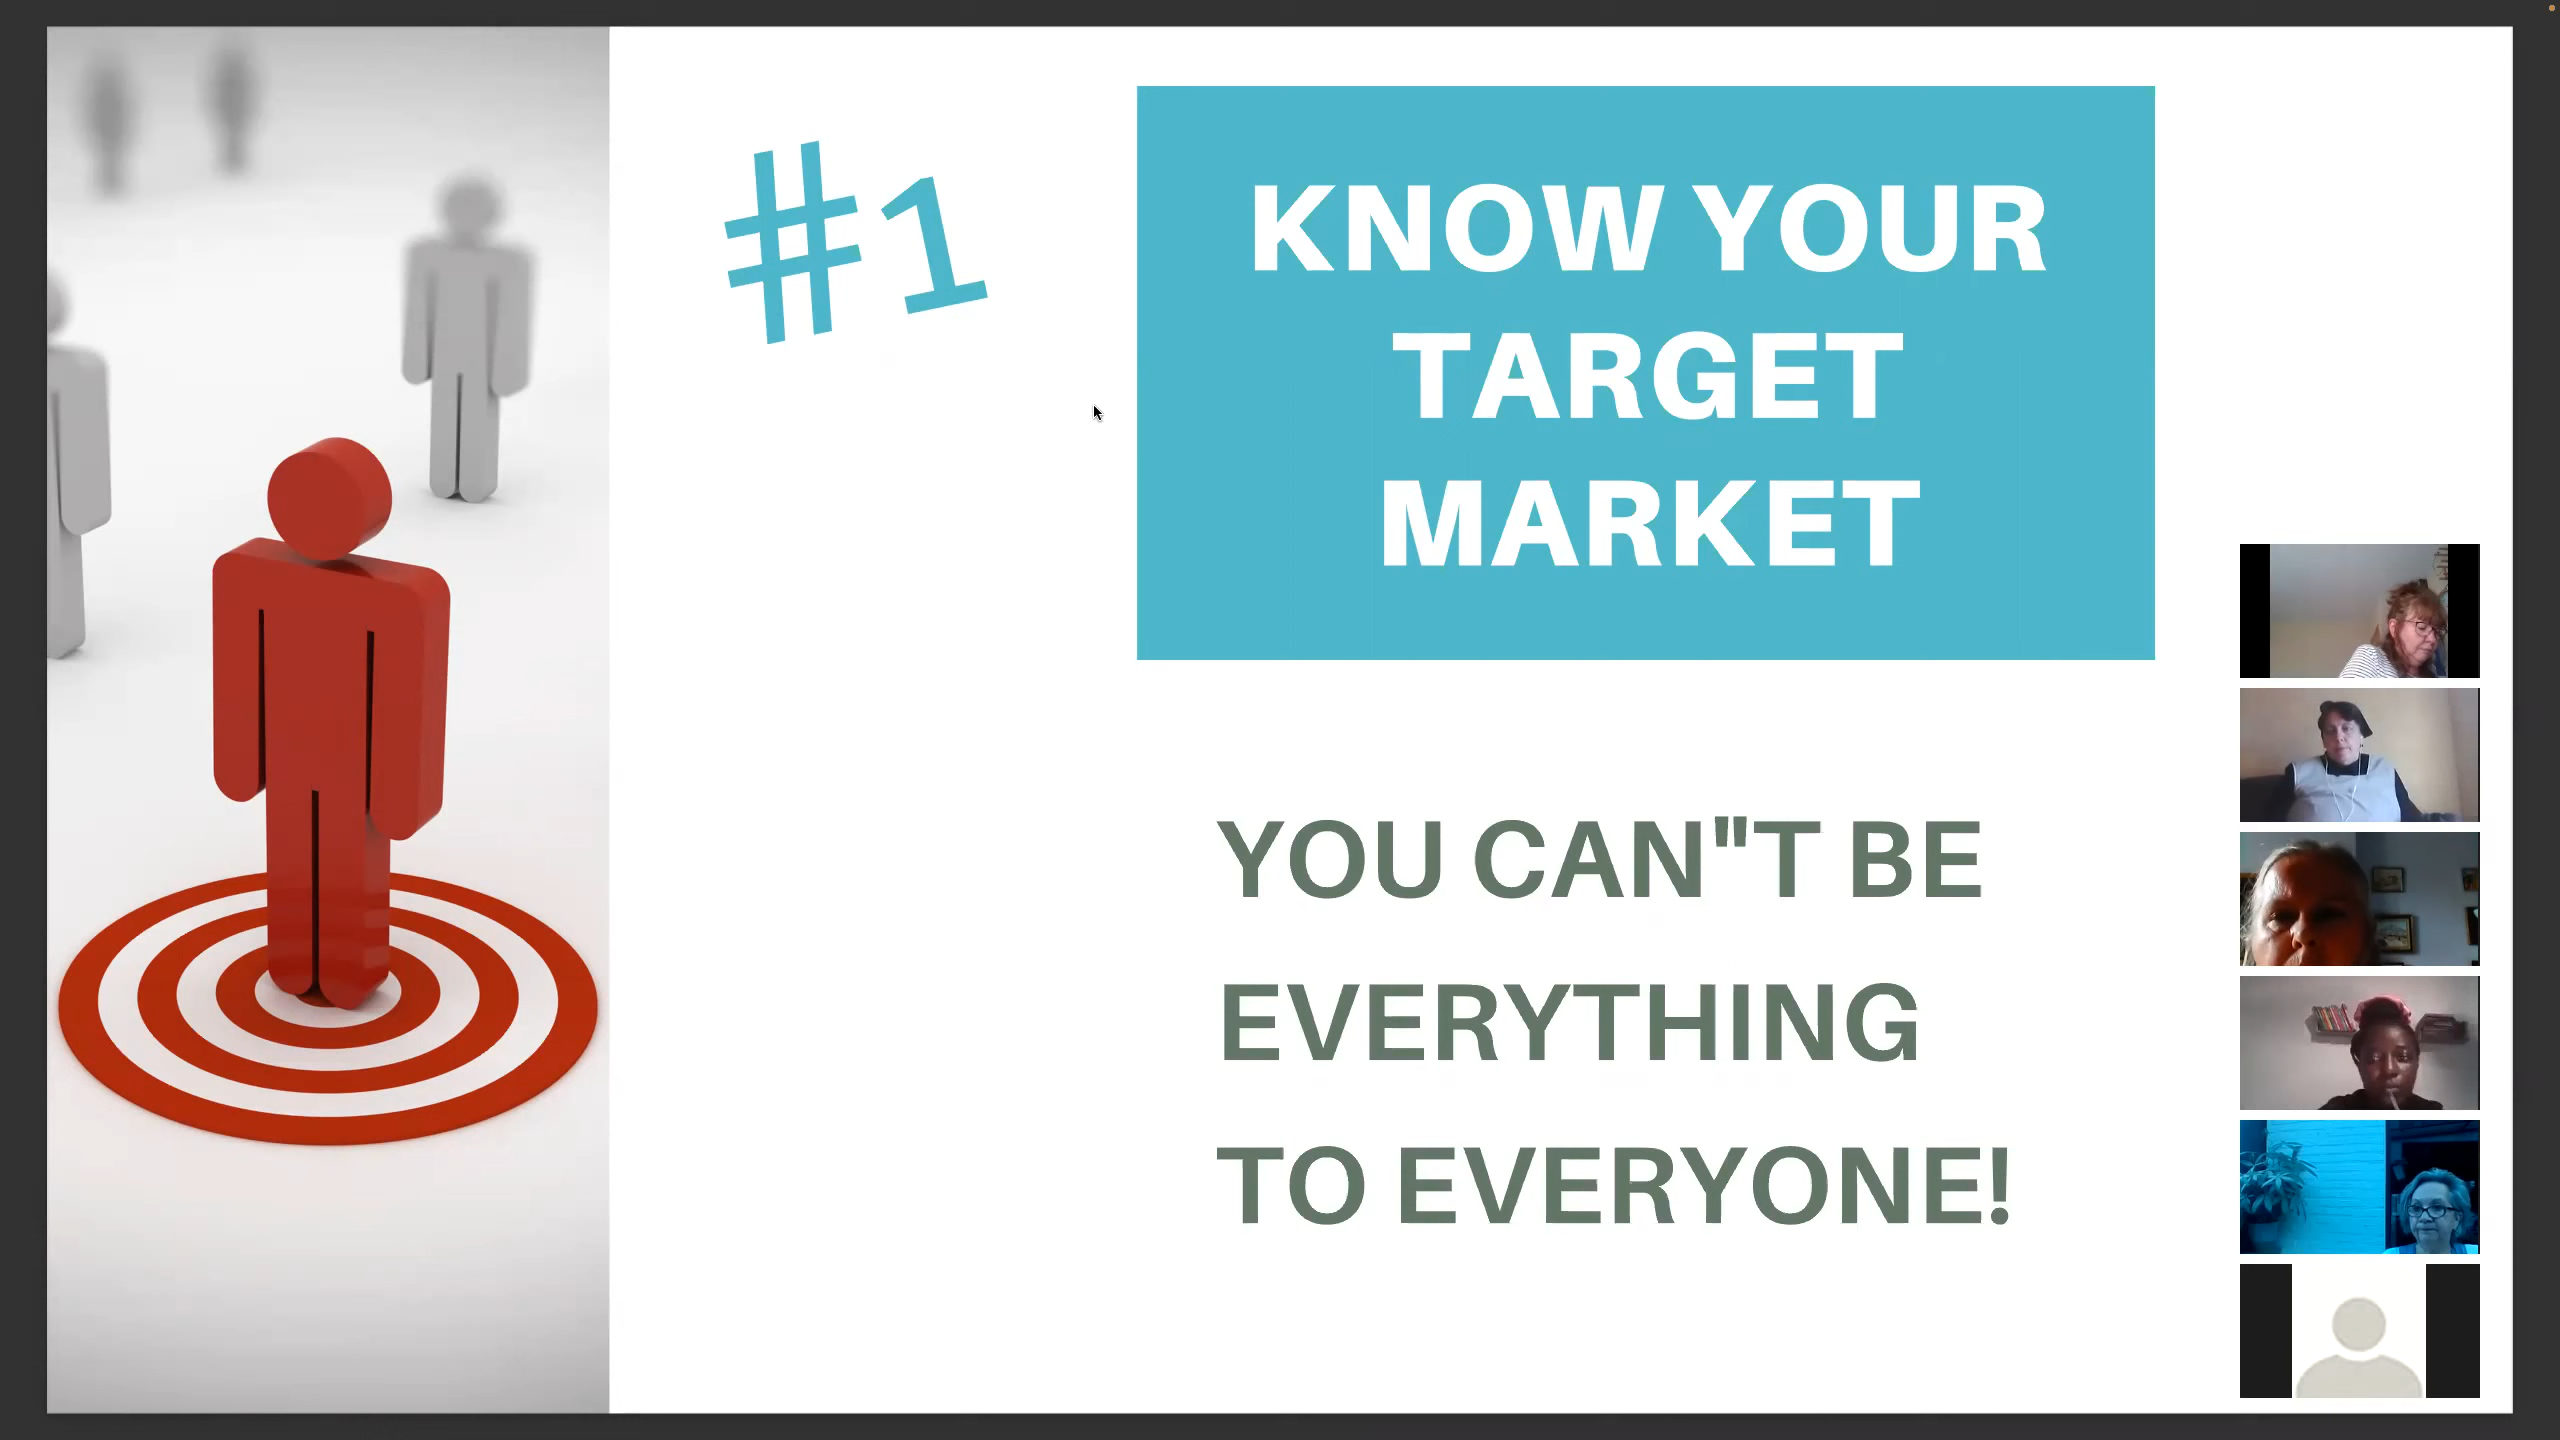 #1
KNOW YOUR
TARGET
MARKET
YOU CAN"T BE
EVERYTHING
TO EVERYONE!